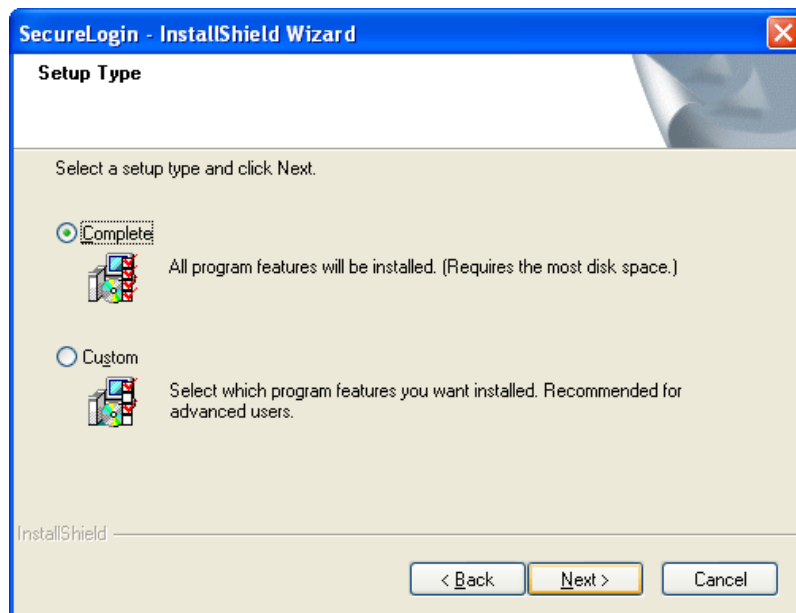 SecureLogin - InstallShield Wizard
Setup Type
Select a setup type and click Next.
Complete
All program features will be installed. (Requires the most disk space.)
Custom
Select which program features you want installed. Recommended for
advanced users.
InstallShield
< Back Next > Cancel